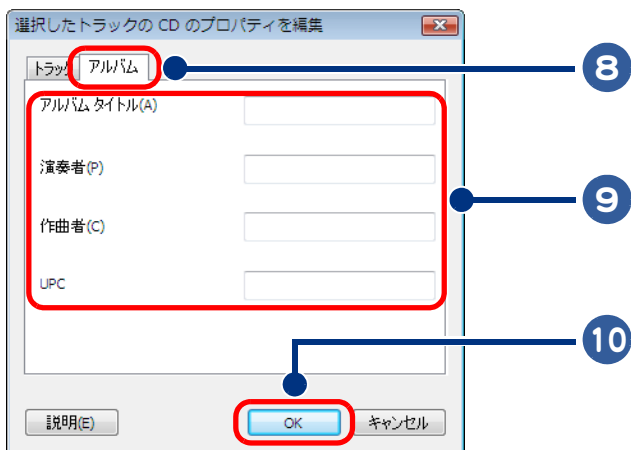 選択したトラックの CD のプロパティを編集
トラック アルバム
8
アルバム タイトル(A)
演奏者(P)
9
作曲者(C)
UPC
10
説明(E) OK キャンセル